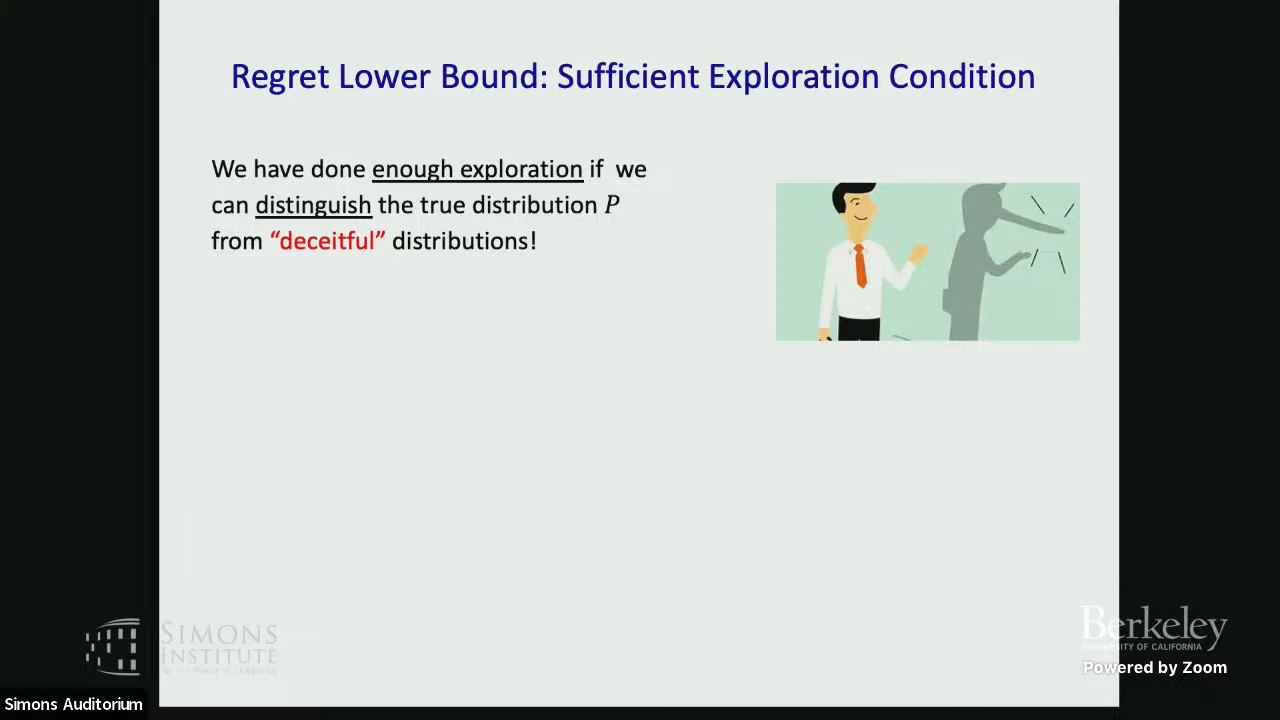 Regret Lower Bound: Sufficient Exploration Condition
We have done enough exploration if we
can distinguish the true distribution P
from “deceitful” distributions!
SIMONS
INSTITUTE
Berkeley
UNIVERSITY OF CALIFORNIA
Powered by Zoom
Simons Auditorium